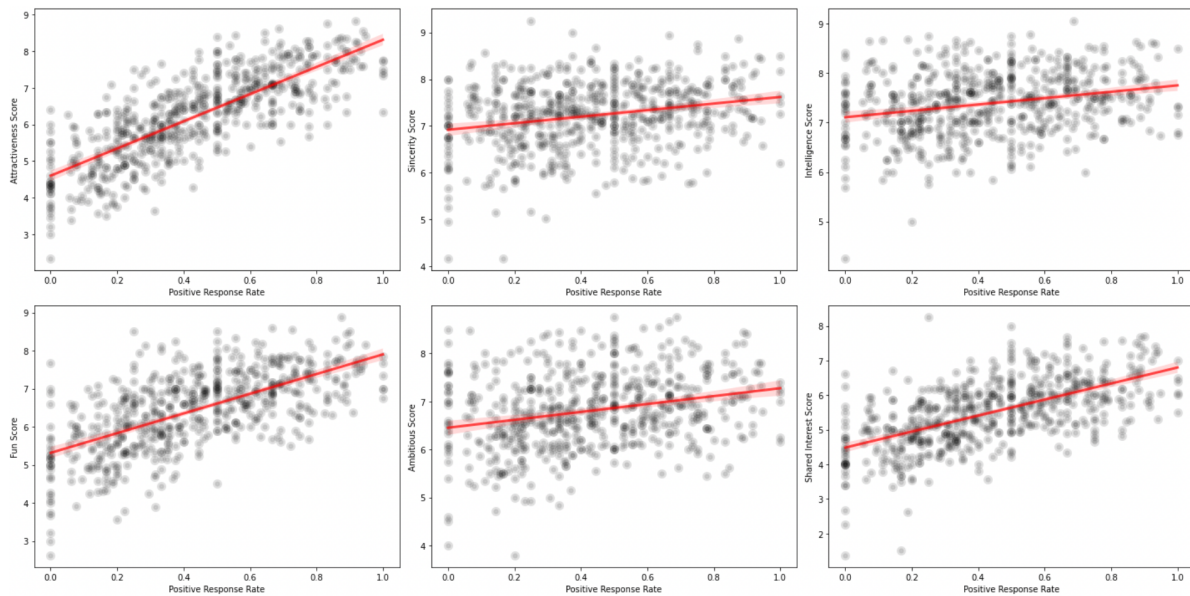 Attractiveness Score
9
8
7
6
5
4
3
0.0 0.2 0.4 0.6 0.8 1.0
Positive Response Rate
Sincerity Score
9
8
7
6
5
4
0.0 0.2 0.4 0.6 0.8 1.0
Positive Response Rate
Intelligence Score
9
8
7
6
5
0.0 0.2 0.4 0.6 0.8 1.0
Positive Response Rate
Fun Score
9
8
7
6
5
4
3
0.0 0.2 0.4 0.6 0.8 1.0
Positive Response Rate
Ambitious Score
8
7
6
5
4
0.0 0.2 0.4 0.6 0.8 1.0
Positive Response Rate
Shared Interest Score
8
7
6
5
4
3
2
0.0 0.2 0.4 0.6 0.8 1.0
Positive Response Rate